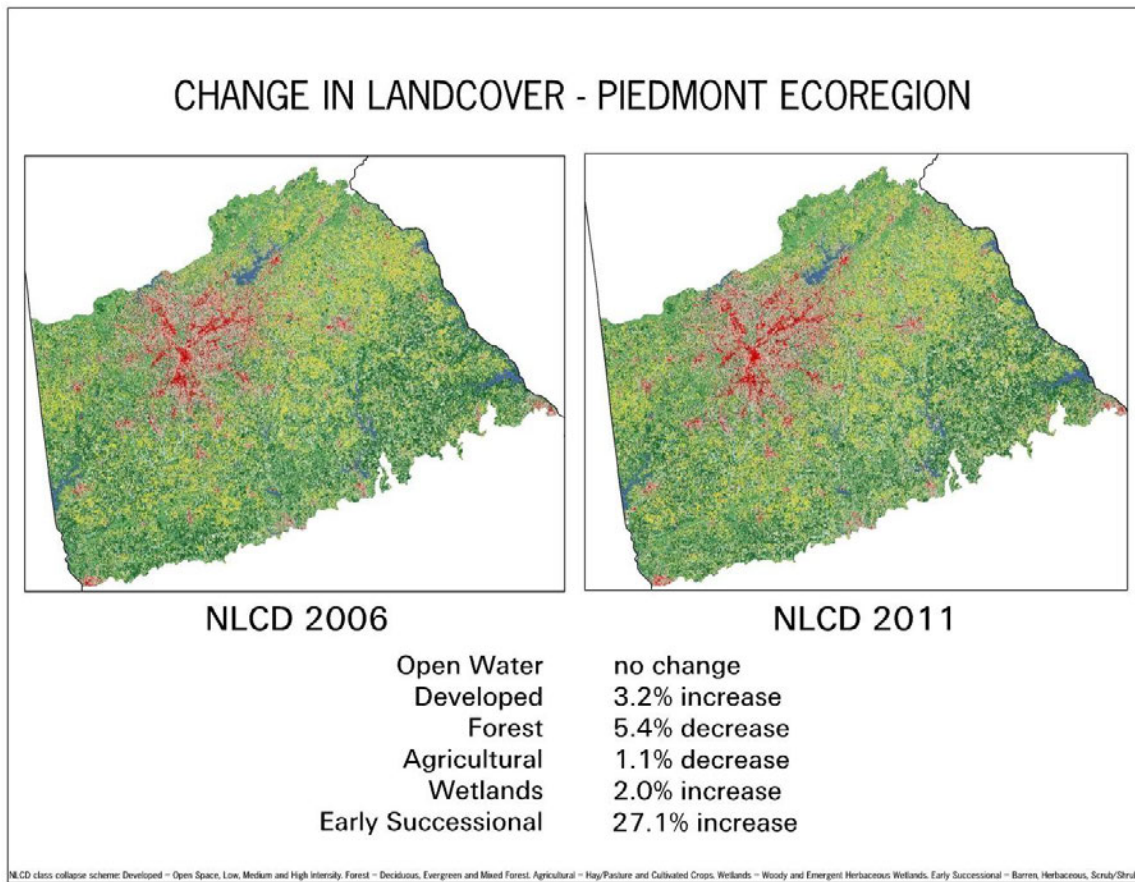 CHANGE IN LANDCOVER - PIEDMONT ECOREGION
NLCD 2006
NLCD 2011
Open Water no change
Developed 3.2% increase
Forest 5.4% decrease
Agricultural 1.1% decrease
Wetlands 2.0% increase
Early Successional 27.1% increase
NLCD class collapse scheme: Developed – Open Space, Low, Medium and High Intensity. Forest – Deciduous, Evergreen and Mixed Forest. Agricultural – Hay/Pasture and Cultivated Crops. Wetlands – Woody and Emergent Herbaceous Wetlands. Early Successional – Barren, Herbaceous, Scrub/Shrul